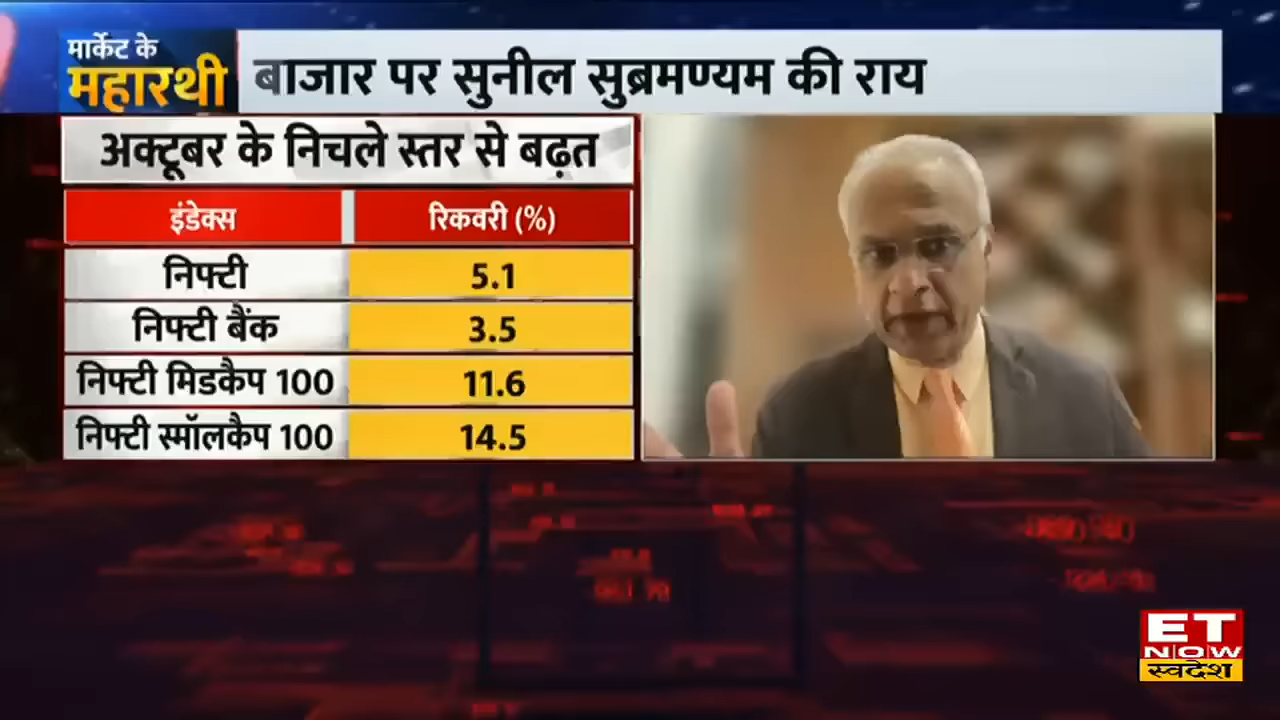 मार्केट के
महारथी
बाजार पर सुनील सुब्रमण्यम की राय
अक्टूबर के निचले स्तर से बढ़त
इंडेक्स रिकवरी (%)
निफ्टी 5.1
निफ्टी बैंक 3.5
निफ्टी मिडकैप 100 11.6
निफ्टी स्मॉलकैप 100 14.5
ET
NOW
स्वदेश